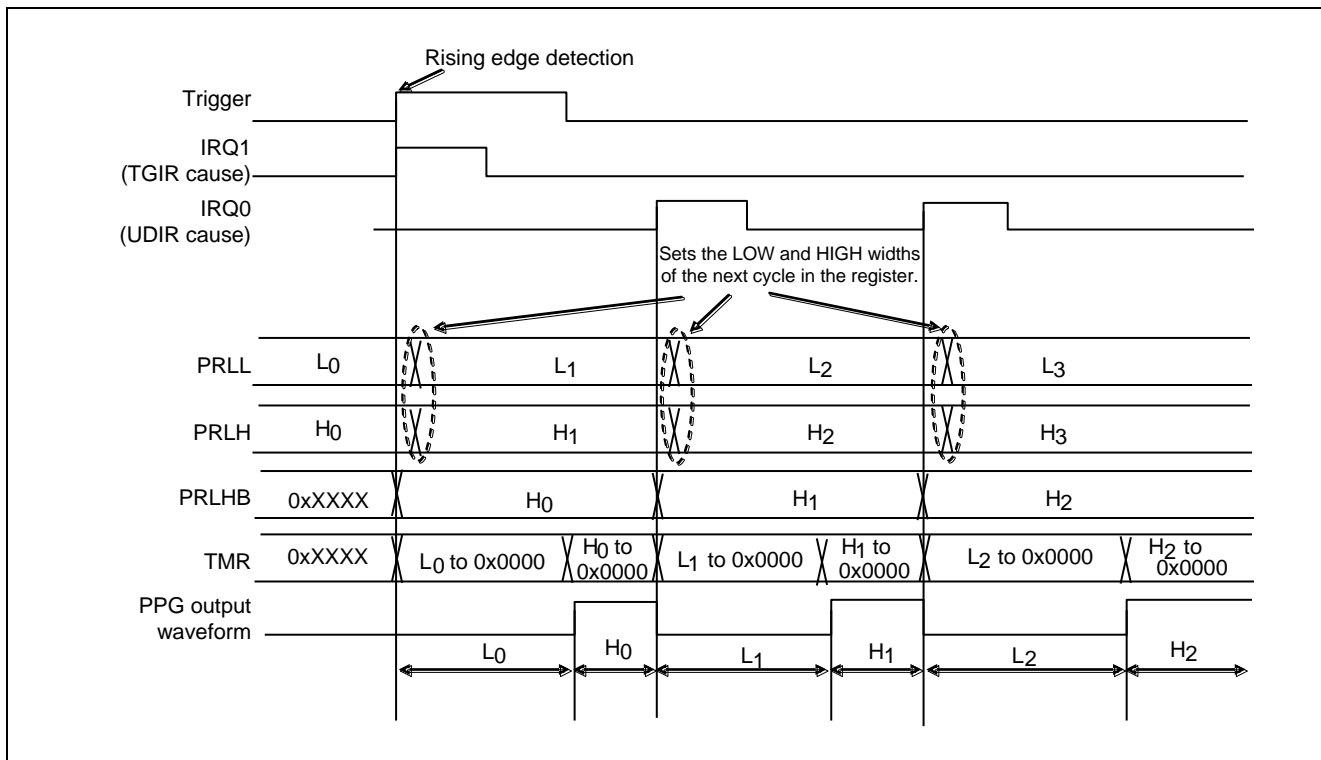 Rising edge detection
Trigger
IRQ1
(TGIR cause)
IRQ0
(UDIR cause)
Sets the LOW and HIGH widths
of the next cycle in the register.
PRLL L0 L1 L2 L3
PRLH H0 H1 H2 H3
PRLHB 0xXXXX H0 H1 H2
TMR 0xXXXX L0 to 0x0000 H0 to 0x0000 L1 to 0x0000 H1 to 0x0000 L2 to 0x0000 H2 to 0x0000
PPG output
waveform
L0 H0 L1 H1 L2 H2